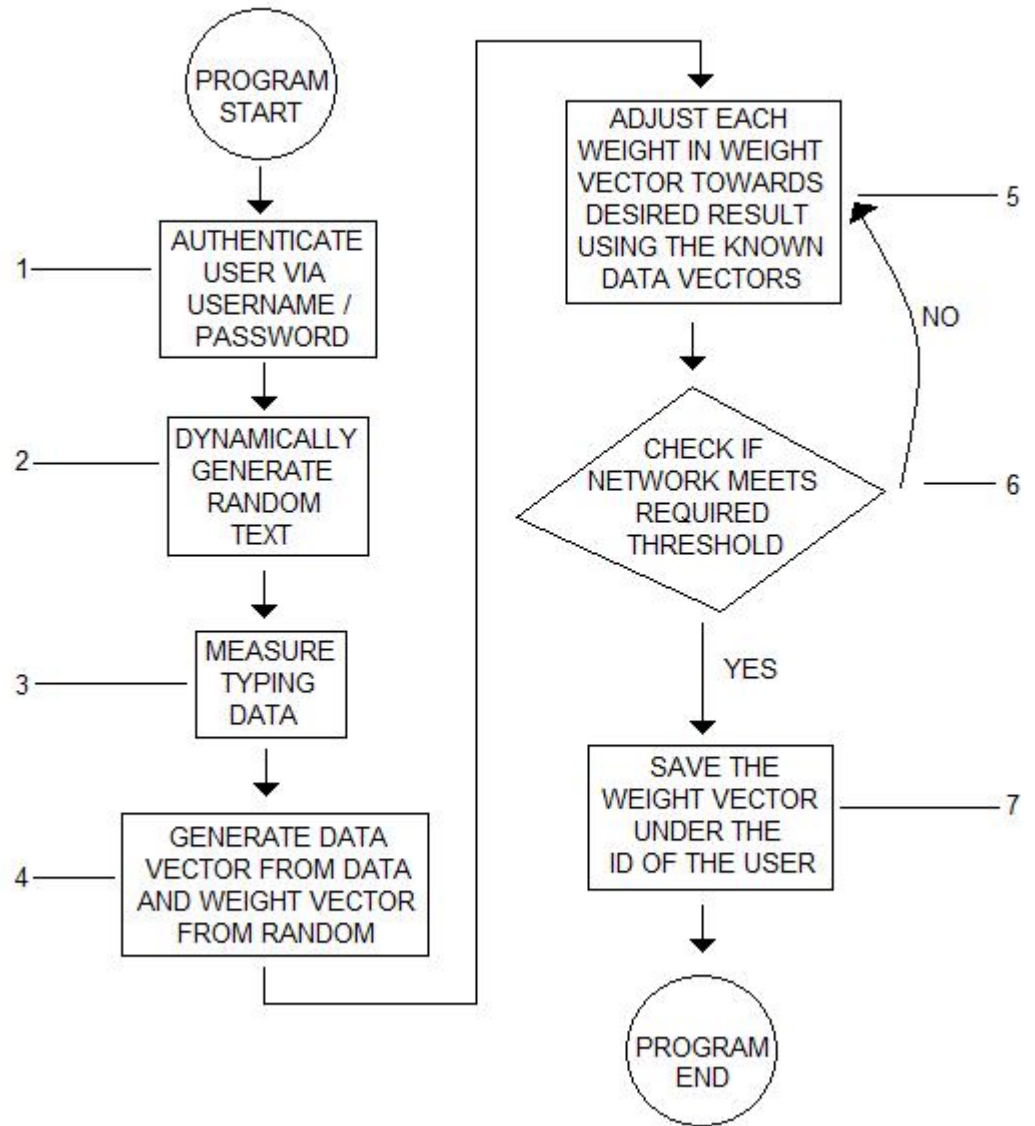 PROGRAM
START
1
AUTHENTICATE
USER VIA
USERNAME /
PASSWORD
2
DYNAMICALLY
GENERATE
RANDOM
TEXT
3
MEASURE
TYPING
DATA
4
GENERATE DATA
VECTOR FROM DATA
AND WEIGHT VECTOR
FROM RANDOM
ADJUST EACH
WEIGHT IN WEIGHT
VECTOR TOWARDS
DESIRED RESULT
USING THE KNOWN
DATA VECTORS
5
NO
CHECK IF
NETWORK MEETS
REQUIRED
THRESHOLD
6
YES
SAVE THE
WEIGHT VECTOR
UNDER THE
ID OF THE USER
7
PROGRAM
END